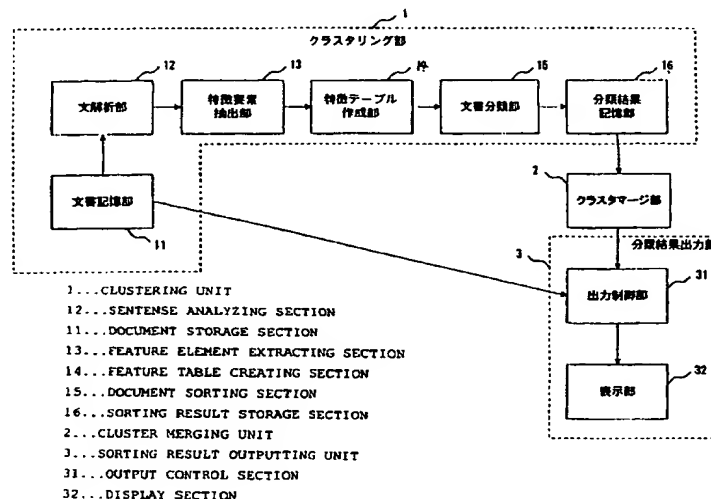 1
クラスタリング部
12
13
14
15
16
文解析部
特徴要素
抽出部
特徴テーブル
作成部
文書分類部
分類結果
記憶部
文書記憶部
11
2
クラスタマージ部
3
分類結果出力部
31
出力制御部
32
表示部
1...CLUSTERING UNIT
12...SENTENSE ANALYZING SECTION
11...DOCUMENT STORAGE SECTION
13...FEATURE ELEMENT EXTRACTING SECTION
14...FEATURE TABLE CREATING SECTION
15...DOCUMENT SORTING SECTION
16...SORTING RESULT STORAGE SECTION
2...CLUSTER MERGING UNIT
3...SORTING RESULT OUTPUTTING UNIT
31...OUTPUT CONTROL SECTION
32...DISPLAY SECTION